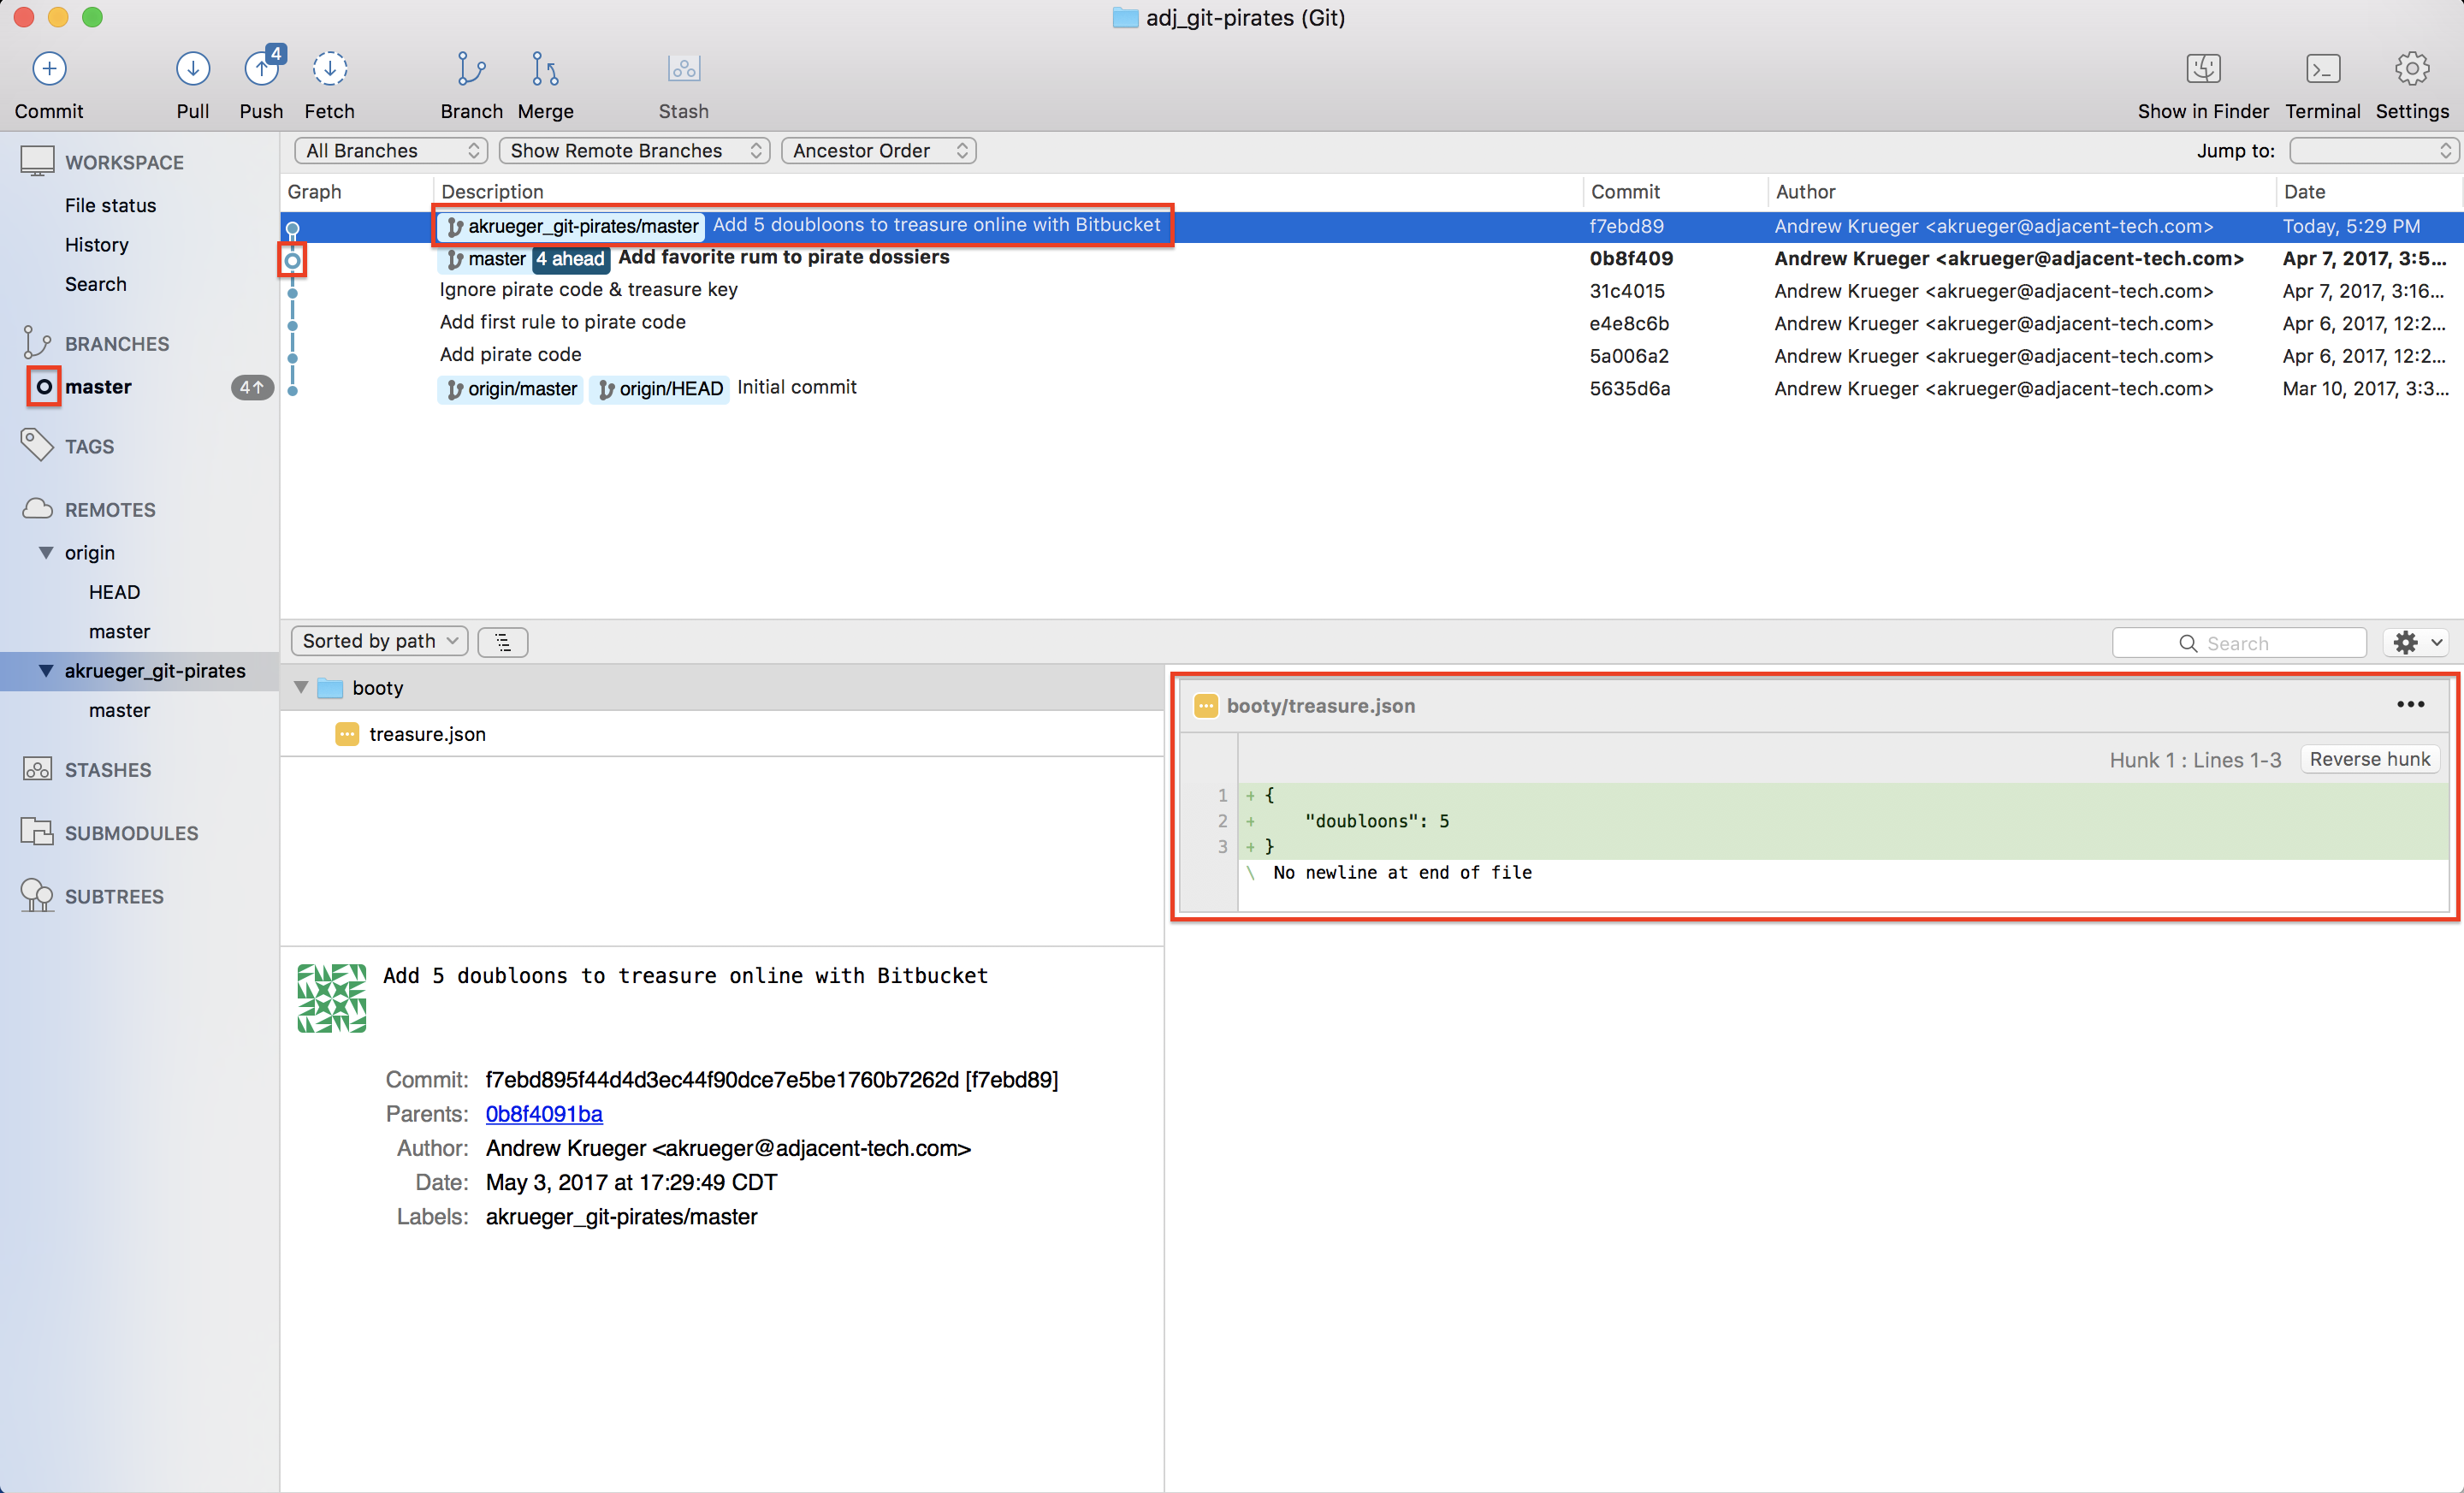 adj_git-pirates (Git)
4
Commit Pull Push Fetch Branch Merge Stash Show in Finder Terminal Settings
WORKSPACE
File status
History
Search
BRANCHES
master 4↑
TAGS
REMOTES
origin
HEAD
master
akrueger_git-pirates
master
STASHES
SUBMODULES
SUBTREES
All Branches Show Remote Branches Ancestor Order Jump to:
Graph Description Commit Author Date
akrueger_git-pirates/master Add 5 doubloons to treasure online with Bitbucket f7ebd89 Andrew Krueger <akrueger@adjacent-tech.com> Today, 5:29 PM
master 4 ahead Add favorite rum to pirate dossiers 0b8f409 Andrew Krueger <akrueger@adjacent-tech.com> Apr 7, 2017, 3:5...
Ignore pirate code & treasure key 31c4015 Andrew Krueger <akrueger@adjacent-tech.com> Apr 7, 2017, 3:16...
Add first rule to pirate code e4e8c6b Andrew Krueger <akrueger@adjacent-tech.com> Apr 6, 2017, 12:2...
Add pirate code 5a006a2 Andrew Krueger <akrueger@adjacent-tech.com> Apr 6, 2017, 12:2...
origin/master origin/HEAD Initial commit 5635d6a Andrew Krueger <akrueger@adjacent-tech.com> Mar 10, 2017, 3:3...
Sorted by path Search
booty
treasure.json
Add 5 doubloons to treasure online with Bitbucket
Commit: f7ebd895f44d4d3ec44f90dce7e5be1760b7262d [f7ebd89]
Parents: 0b8f4091ba
Author: Andrew Krueger <akrueger@adjacent-tech.com>
Date: May 3, 2017 at 17:29:49 CDT
Labels: akrueger_git-pirates/master
booty/treasure.json
Hunk 1 : Lines 1-3 Reverse hunk
1 + {
2 + "doubloons": 5
3 + }
\ No newline at end of file